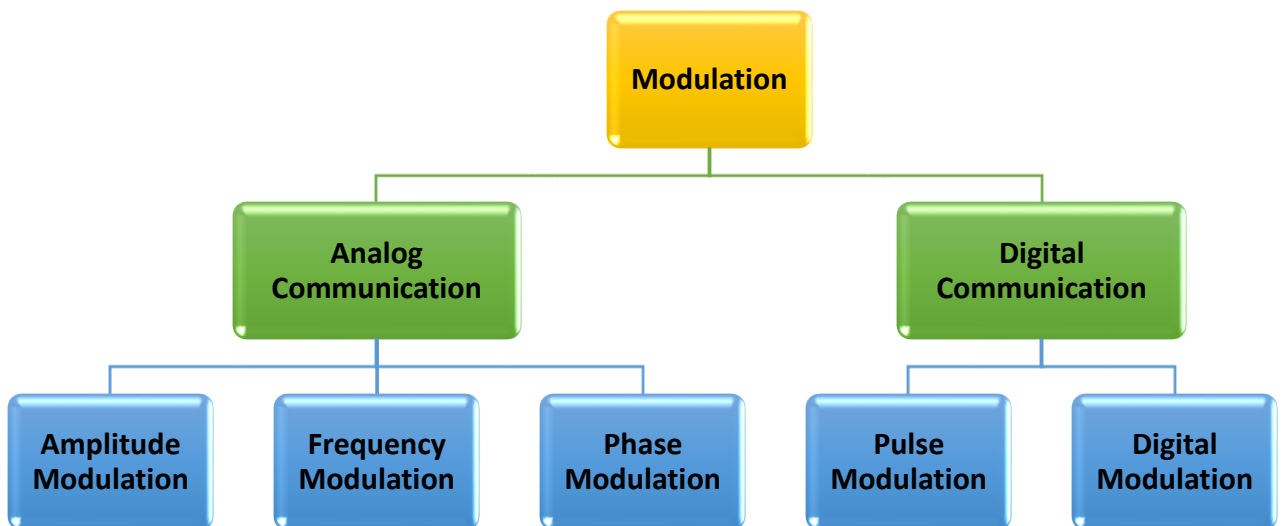 Modulation
Analog
Communication
Digital
Communication
Amplitude
Modulation
Frequency
Modulation
Phase
Modulation
Pulse
Modulation
Digital
Modulation